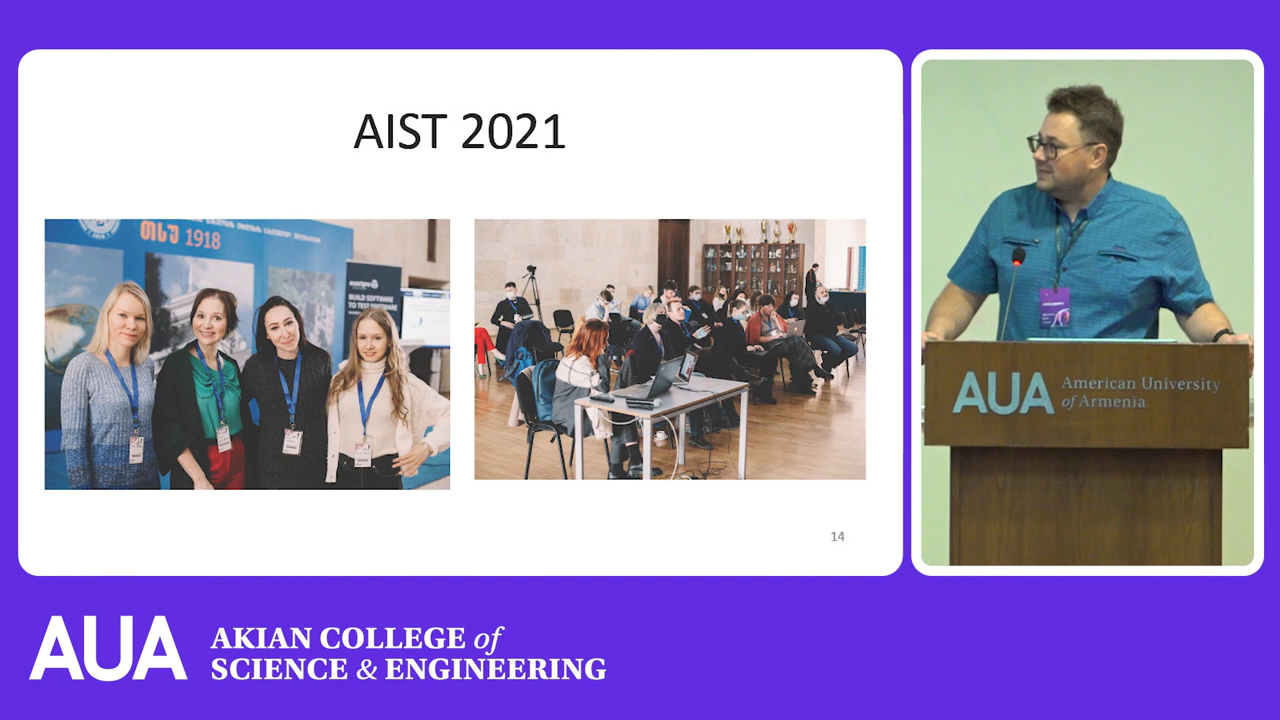 AIST 2021
თსუ 1918
exactpro
BUILD SOFTWARE
TO TEST SOFTWARE
14
AUA American University
of Armenia
AUA AKIAN COLLEGE of
SCIENCE & ENGINEERING